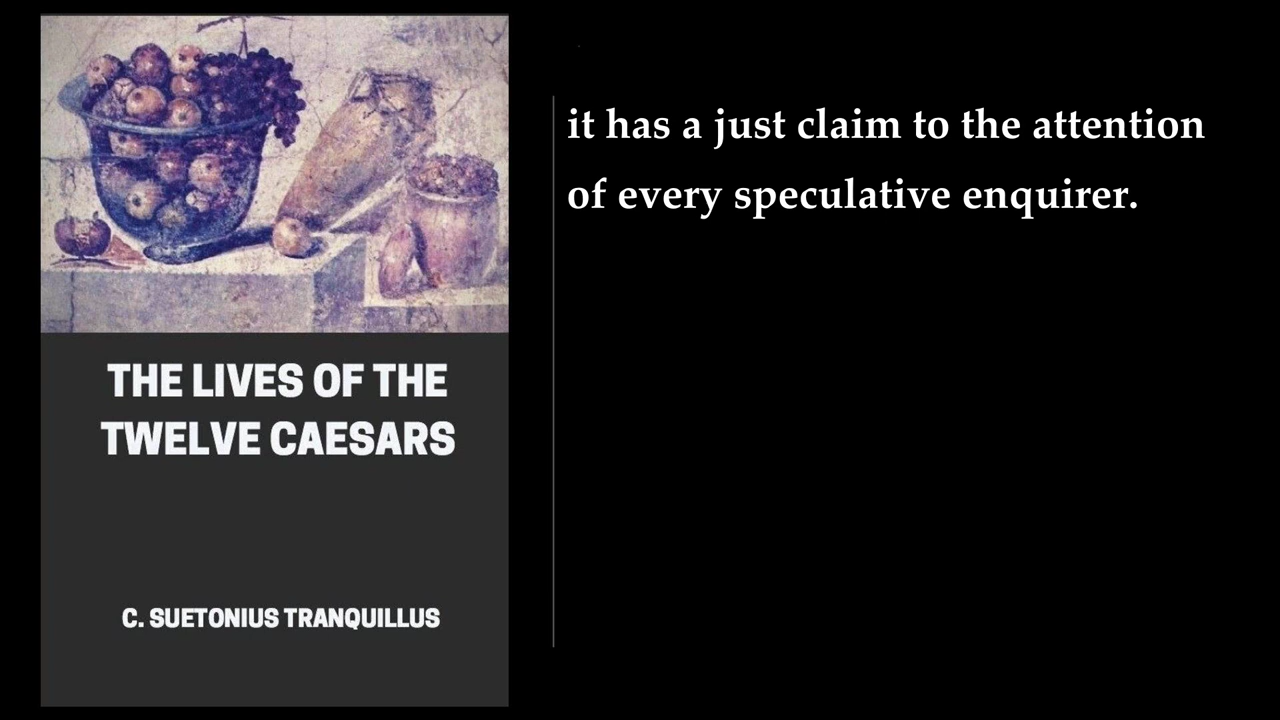 THE LIVES OF THE
TWELVE CAESARS
C. SUETONIUS TRANQUILLUS
it has a just claim to the attention
of every speculative enquirer.